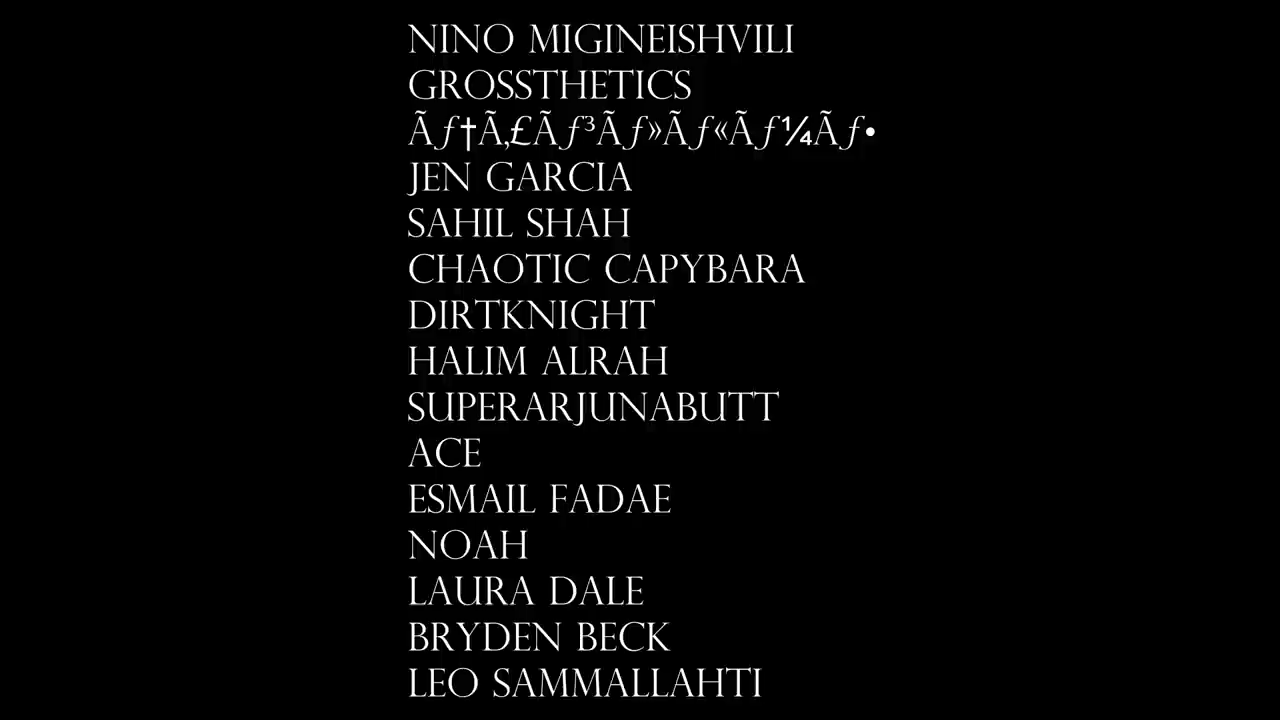 NINO MIGINEISHVILI
GROSSTHETICS
Ãƒ†Ã‚£Ãƒ³Ãƒ»Ãƒ«Ãƒ¼Ãƒ•
JEN GARCIA
SAHIL SHAH
CHAOTIC CAPYBARA
DIRTKNIGHT
HALIM ALRAH
SUPERARJUNABUTT
ACE
ESMAIL FADAE
NOAH
LAURA DALE
BRYDEN BECK
LEO SAMMALLAHTI